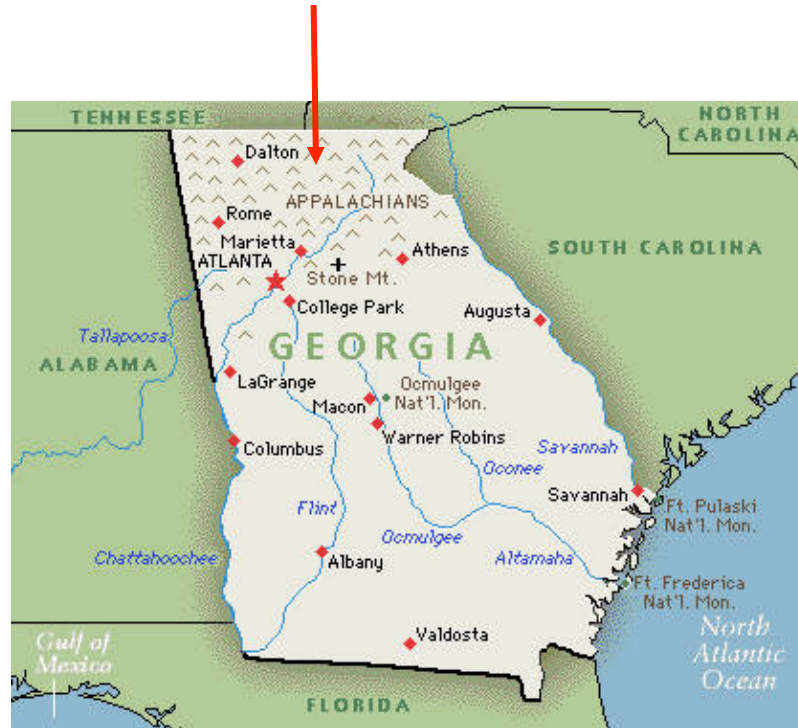 TENNESSEE
NORTH
CAROLINA
Dalton
APPALACHIANS
Rome
Marietta
ATLANTA
Athens
SOUTH CAROLINA
Stone Mt.
College Park
Augusta
Tallapoosa
GEORGIA
ALABAMA
LaGrange
Ocmulgee
Nat'l. Mon.
Macon
Warner Robins
Columbus
Savannah
Oconee
Savannah
Flint
Ft. Pulaski
Nat'l. Mon.
Ocmulgee
Altamaha
Chattahoochee
Albany
Ft. Frederica
Nat'l. Mon.
Valdosta
North
Atlantic
Ocean
Gulf of
Mexico
FLORIDA